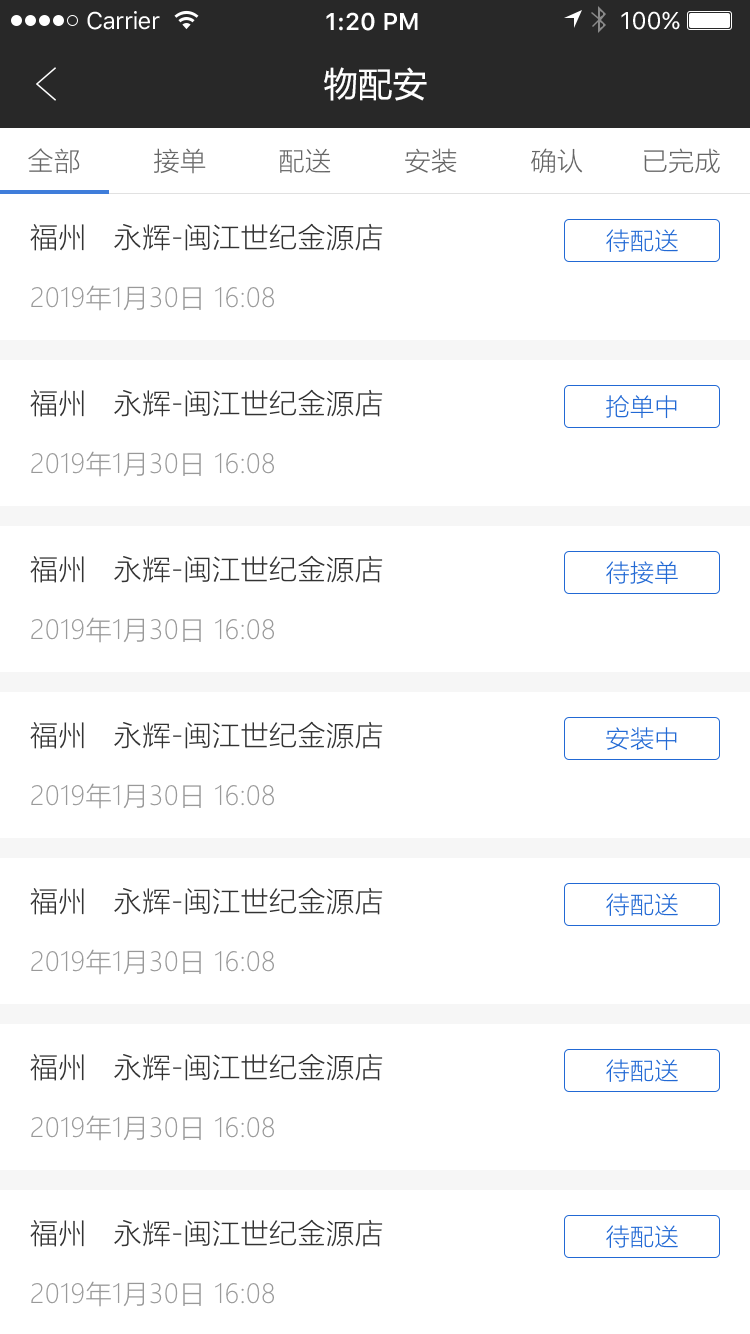 Carrier 1:20 PM 100%
物配安
全部 接单 配送 安装 确认 已完成
福州 永辉-闽江世纪金源店 待配送
2019年1月30日 16:08
福州 永辉-闽江世纪金源店 抢单中
2019年1月30日 16:08
福州 永辉-闽江世纪金源店 待接单
2019年1月30日 16:08
福州 永辉-闽江世纪金源店 安装中
2019年1月30日 16:08
福州 永辉-闽江世纪金源店 待配送
2019年1月30日 16:08
福州 永辉-闽江世纪金源店 待配送
2019年1月30日 16:08
福州 永辉-闽江世纪金源店 待配送
2019年1月30日 16:08